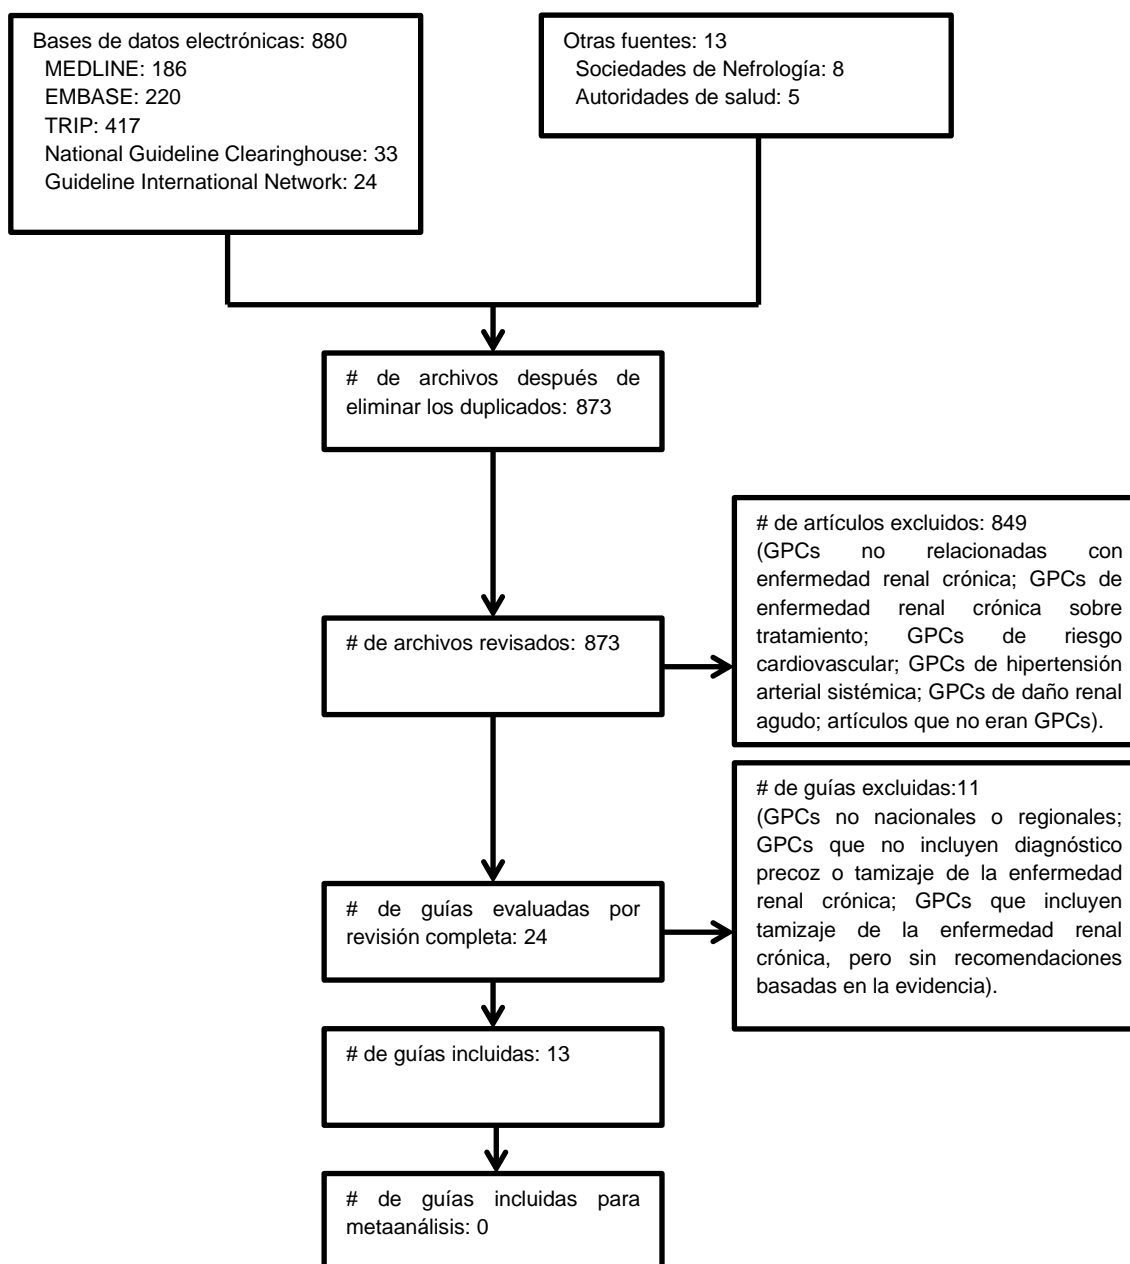 Bases de datos electrónicas: 880
MEDLINE: 186
EMBASE: 220
TRIP: 417
National Guideline Clearinghouse: 33
Guideline International Network: 24
Otras fuentes: 13
Sociedades de Nefrología: 8
Autoridades de salud: 5
# de archivos después de
eliminar los duplicados: 873
# de archivos revisados: 873
# de artículos excluidos: 849
(GPCs no relacionadas con
enfermedad renal crónica; GPCs de
enfermedad renal crónica sobre
tratamiento; GPCs de riesgo
cardiovascular; GPCs de hipertensión
arterial sistémica; GPCs de daño renal
agudo; artículos que no eran GPCs).
# de guías excluidas:11
(GPCs no nacionales o regionales;
GPCs que no incluyen diagnóstico
precoz o tamizaje de la enfermedad
renal crónica; GPCs que incluyen
tamizaje de la enfermedad renal
crónica, pero sin recomendaciones
basadas en la evidencia).
# de guías evaluadas por
revisión completa: 24
# de guías incluidas: 13
# de guías incluidas para
metaanálisis: 0